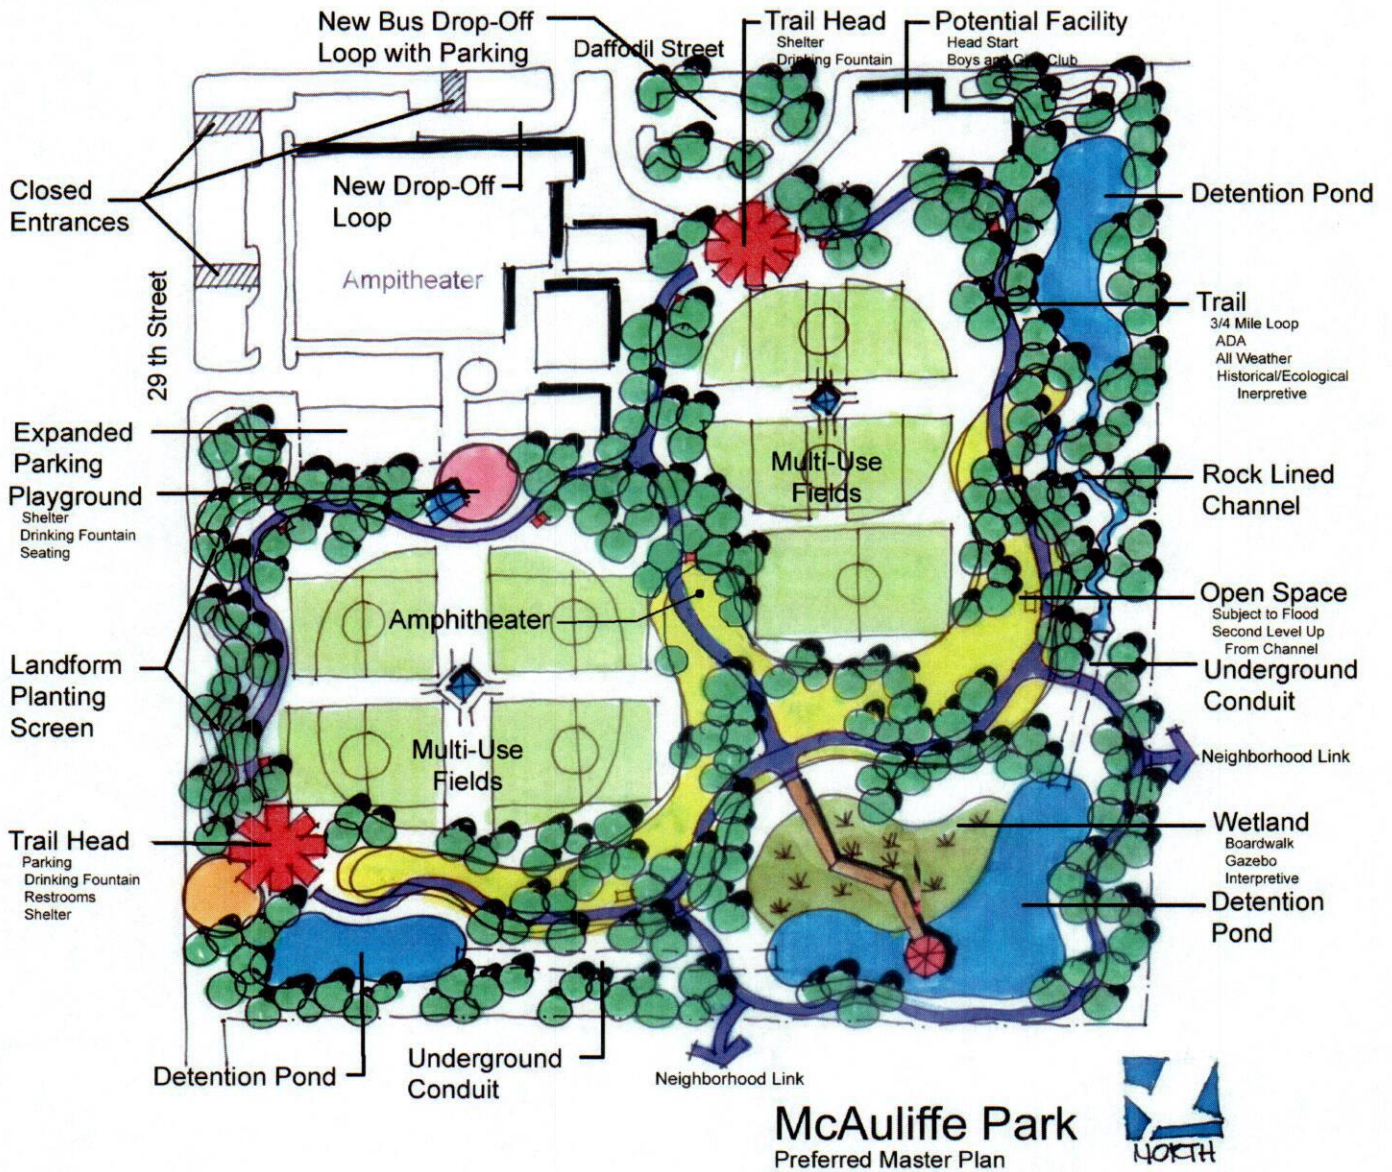 New Bus Drop-Off
Loop with Parking
Daffodil Street
Trail Head
Shelter
Drinking Fountain
Potential Facility
Head Start
Boys and Girls Club
Closed
Entrances
New Drop-Off
Loop
Ampitheater
Detention Pond
29 th Street
Trail
3/4 Mile Loop
ADA
All Weather
Historical/Ecological
Inerpretive
Expanded
Parking
Playground
Shelter
Drinking Fountain
Seating
Multi-Use
Fields
Rock Lined
Channel
Amphitheater
Open Space
Subject to Flood
Second Level Up
From Channel
Underground
Conduit
Landform
Planting
Screen
Multi-Use
Fields
Neighborhood Link
Trail Head
Parking
Drinking Fountain
Restrooms
Shelter
Wetland
Boardwalk
Gazebo
Interpretive
Detention
Pond
Detention Pond
Underground
Conduit
Neighborhood Link
McAuliffe Park
Preferred Master Plan
NORTH